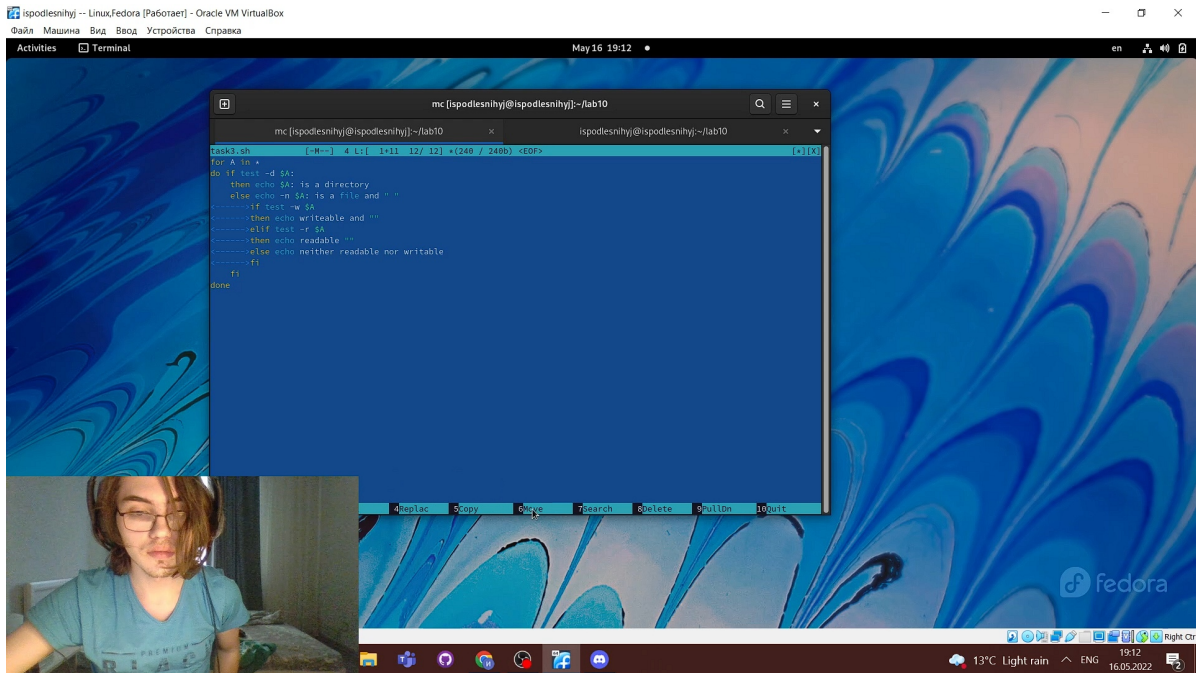 ispodlesnihyj -- Linux,Fedora [Работает] - Oracle VM VirtualBox
Файл Машина Вид Ввод Устройства Справка
Activities Terminal May 16 19:12 en
mc [ispodlesnihyj@ispodlesnihyj]:~/lab10
mc [ispodlesnihyj@ispodlesnihyj]:~/lab10 × ispodlesnihyj@ispodlesnihyj:~/lab10 ×
task3.sh [-M--] 4 L:[ 1+11 12/ 12] *(240 / 240b) <EOF> [*][X]
for A in *
do if test -d $A:
then echo $A: is a directory
else echo -n $A: is a file and " "
<------>if test -w $A
<------>then echo writeable and ""
<------>elif test -r $A
<------>then echo readable ""
<------>else echo neither readable nor writable
<------>fi
fi
done
4Replac 5Copy 6Move 7Search 8Delete 9PullDn 10Quit
fedora
PREMIUM
Right Ctr
13°C Light rain ENG 19:12
16.05.2022
2